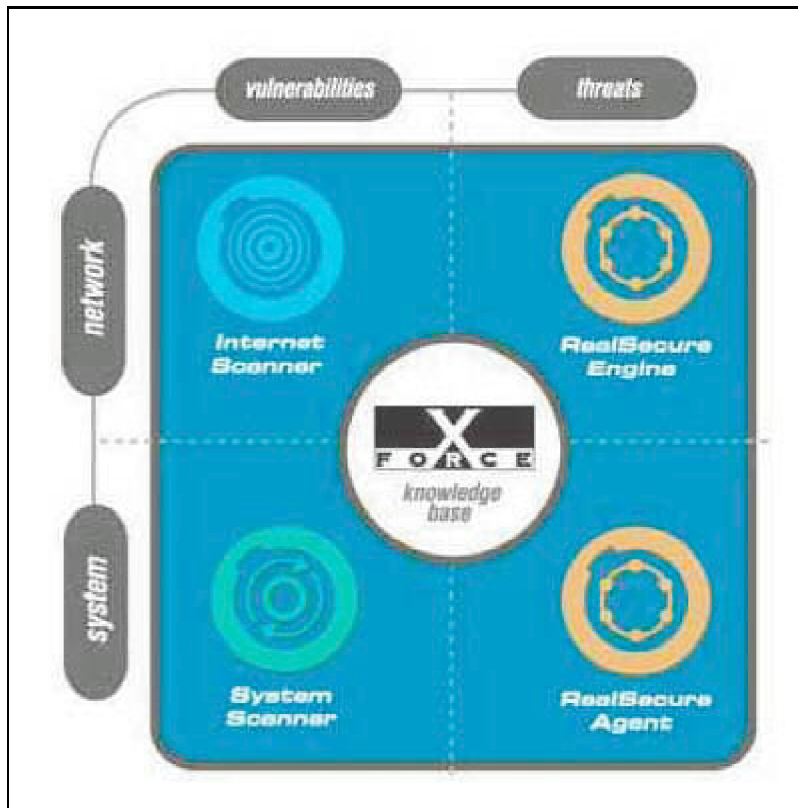 vulnerabilities
threats
network
Internet
Scanner
RealSecure
Engine
X
FORCE
knowledge
base
system
System
Scanner
RealSecure
Agent